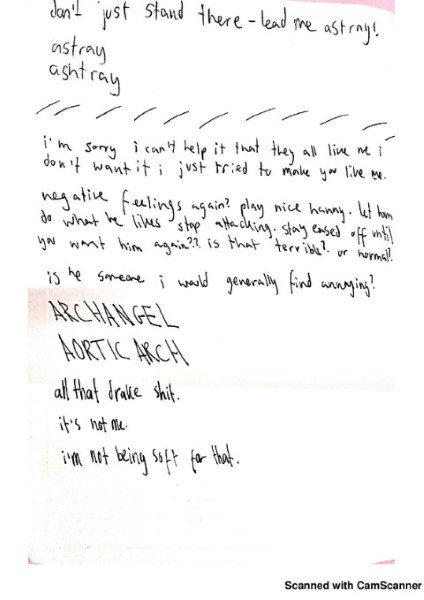 don't just stand there - lead me astray!
astray
ashtray
i'm sorry i can't help it that they all like me i
don't want it i just tried to make you like me.
negative feelings again? play nice hanny. let him
do what he likes stop attacking. stay eased off until
you want him again?? is that terrible? or normal?
is he someone i would generally find annoying?
ARCHANGEL
AORTIC ARCH
all that drake shit.
it's not me.
i'm not being soft for that.
Scanned with CamScanner